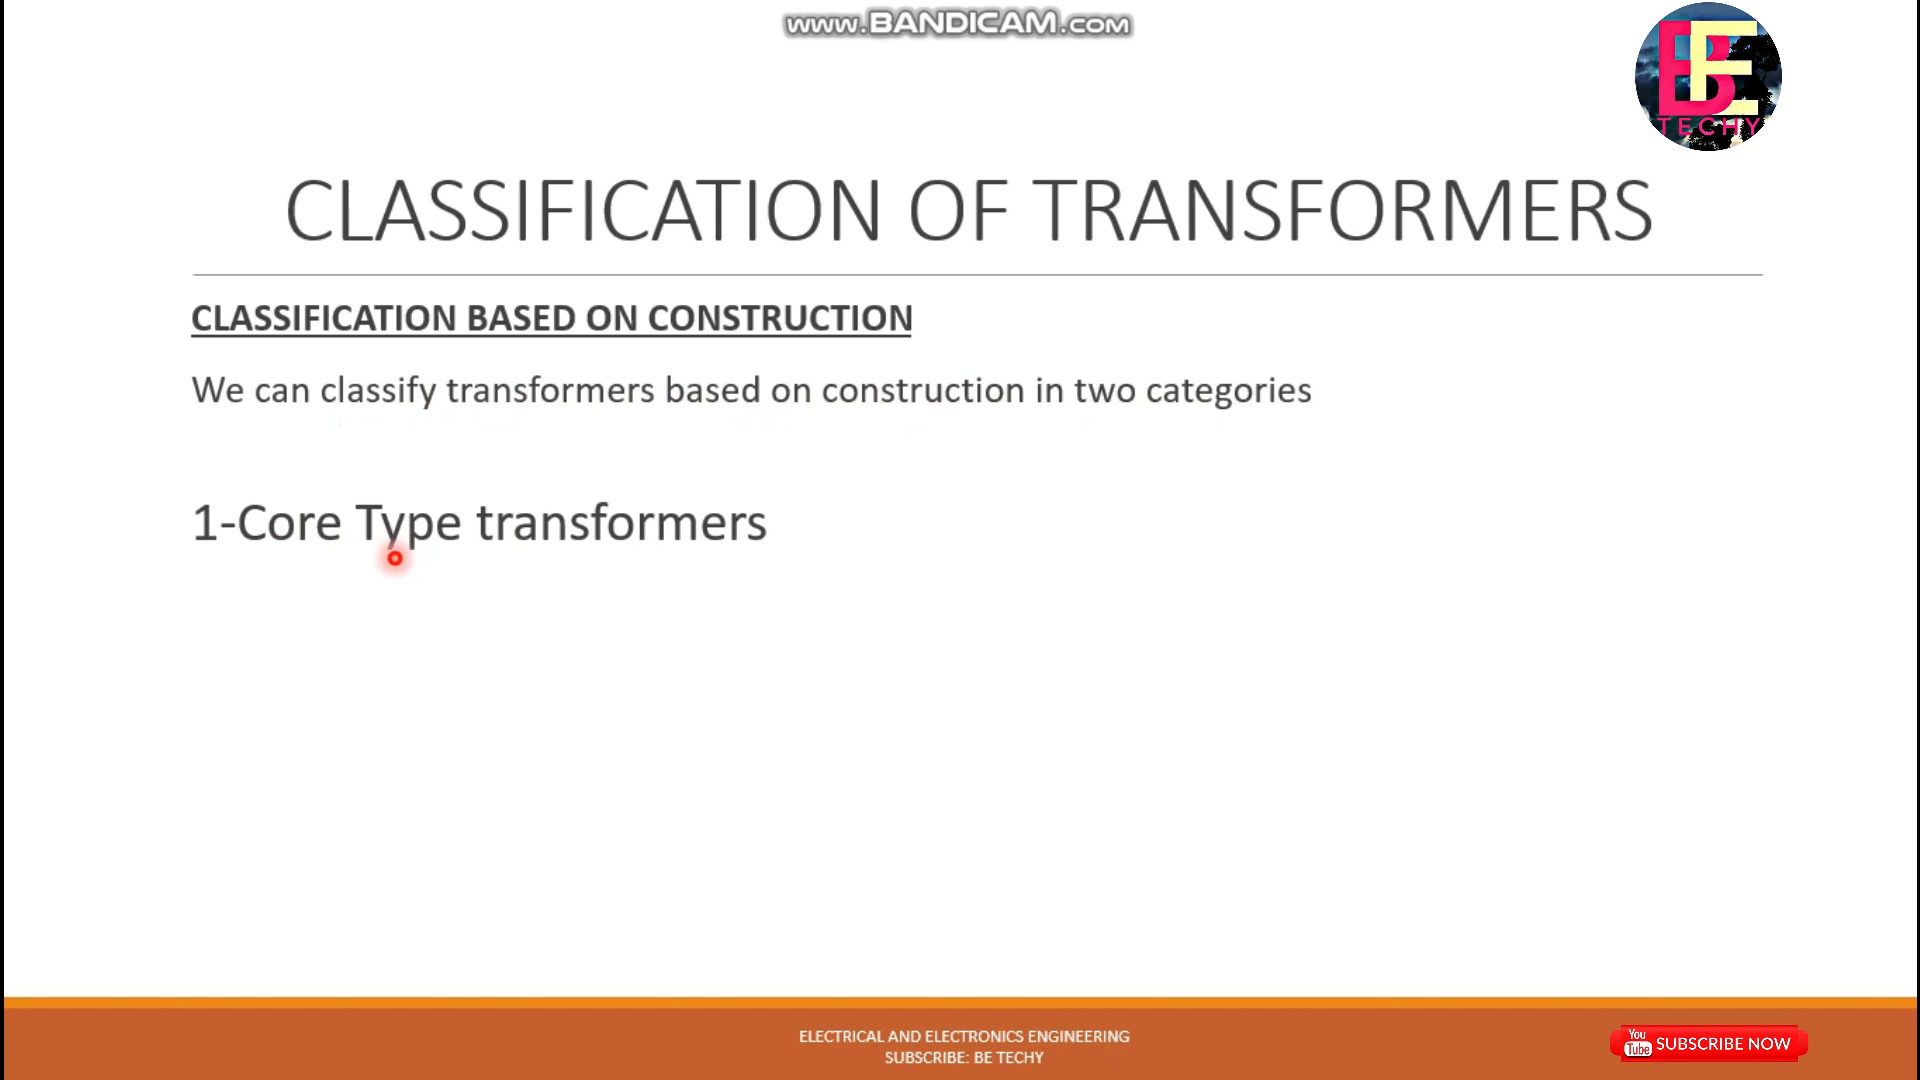 www.BANDICAM.com
BE
TECHY
CLASSIFICATION OF TRANSFORMERS
CLASSIFICATION BASED ON CONSTRUCTION
We can classify transformers based on construction in two categories
1-Core Type transformers
ELECTRICAL AND ELECTRONICS ENGINEERING
SUBSCRIBE: BE TECHY
You Tube SUBSCRIBE NOW